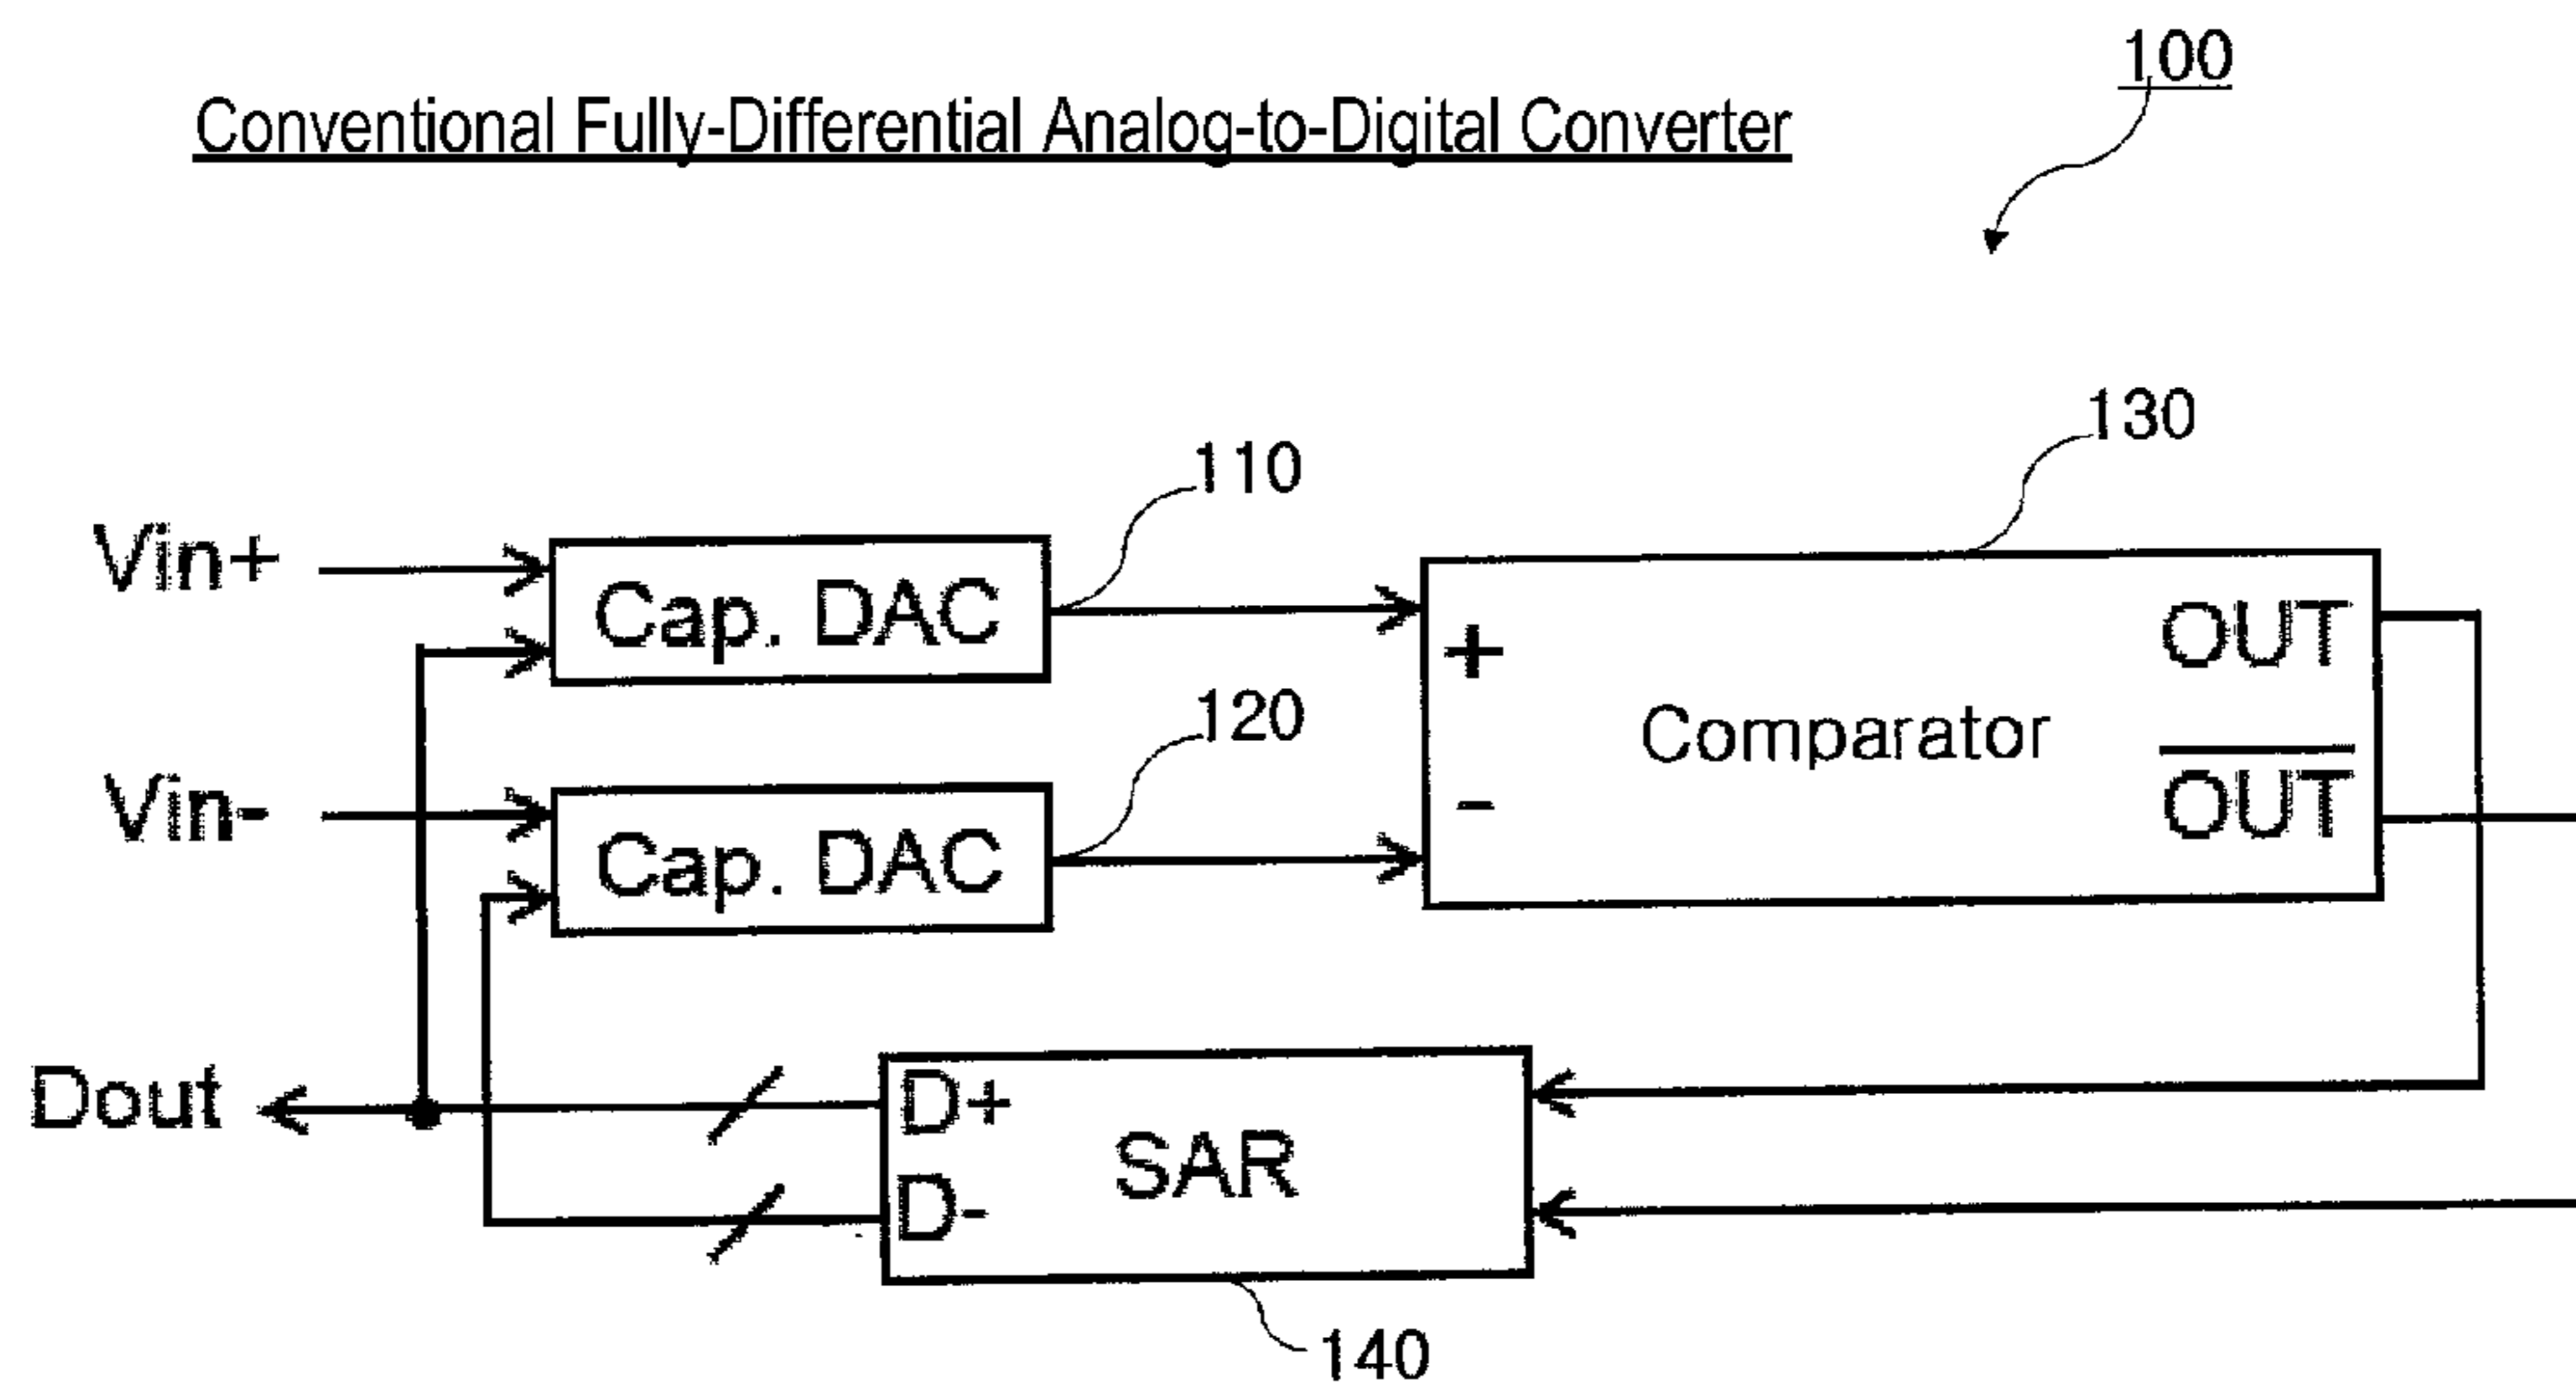 100
Conventional Fully-Differential Analog-to-Digital Converter
130
110
Vin+
Cap. DAC
+
OUT
120
Comparator
Vin-
Cap. DAC
-
OUT
Dout
D+
SAR
D-
140